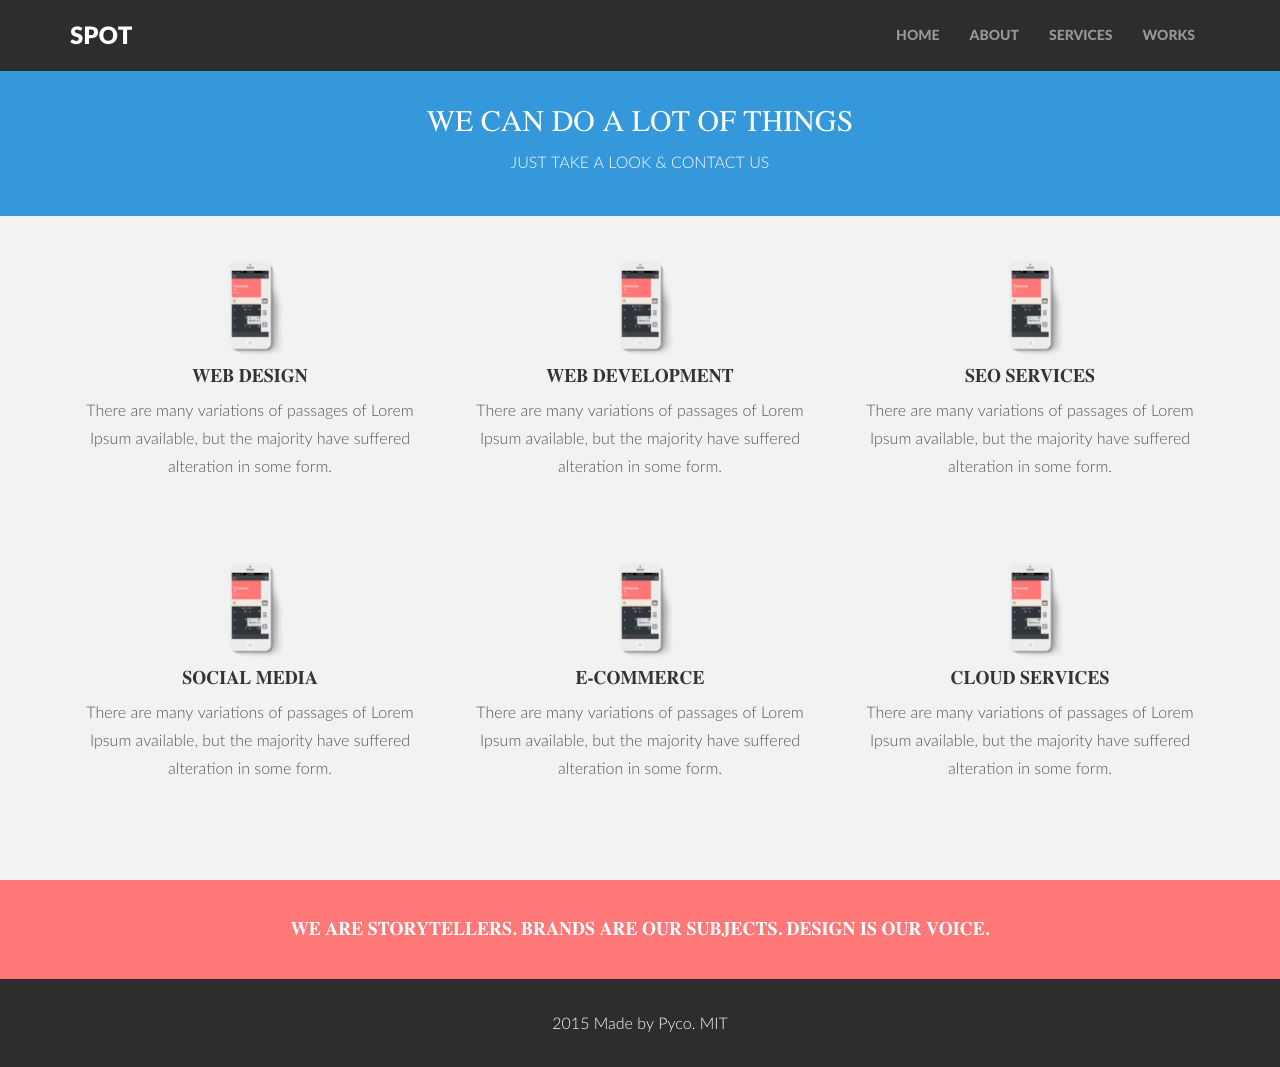 SPOT
HOME ABOUT SERVICES WORKS
WE CAN DO A LOT OF THINGS
JUST TAKE A LOOK & CONTACT US
WEB DESIGN
There are many variations of passages of Lorem
Ipsum available, but the majority have suffered
alteration in some form.
WEB DEVELOPMENT
There are many variations of passages of Lorem
Ipsum available, but the majority have suffered
alteration in some form.
SEO SERVICES
There are many variations of passages of Lorem
Ipsum available, but the majority have suffered
alteration in some form.
SOCIAL MEDIA
There are many variations of passages of Lorem
Ipsum available, but the majority have suffered
alteration in some form.
E-COMMERCE
There are many variations of passages of Lorem
Ipsum available, but the majority have suffered
alteration in some form.
CLOUD SERVICES
There are many variations of passages of Lorem
Ipsum available, but the majority have suffered
alteration in some form.
WE ARE STORYTELLERS. BRANDS ARE OUR SUBJECTS. DESIGN IS OUR VOICE.
2015 Made by Pyco. MIT